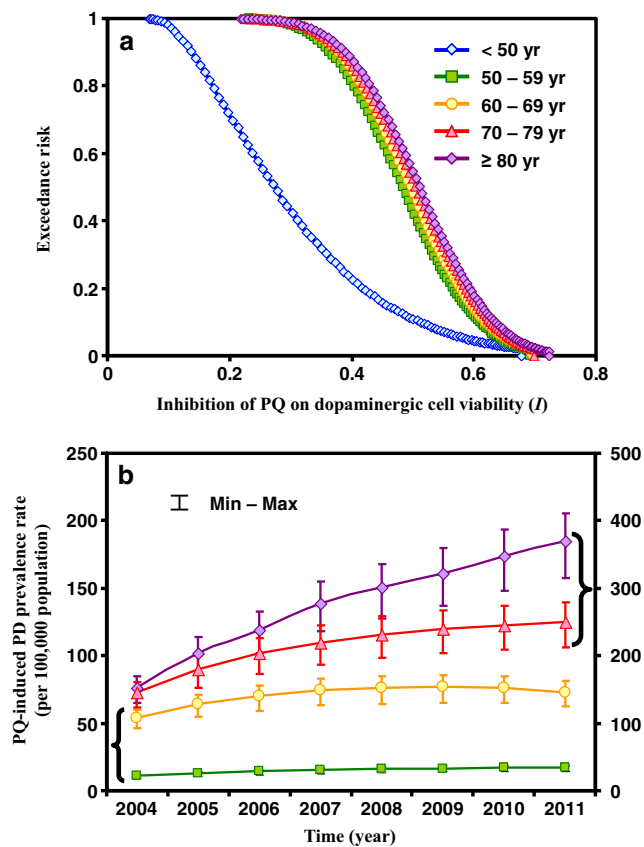 a
1
0.8
0.6
0.4
0.2
0
Exceedance risk
< 50 yr
50 – 59 yr
60 – 69 yr
70 – 79 yr
≥ 80 yr
0 0.2 0.4 0.6 0.8
Inhibition of PQ on dopaminergic cell viability (I)
b
Min – Max
250
200
150
100
50
0
PQ-induced PD prevalence rate
(per 100,000 population)
500
400
300
200
100
0
2004 2005 2006 2007 2008 2009 2010 2011
Time (year)